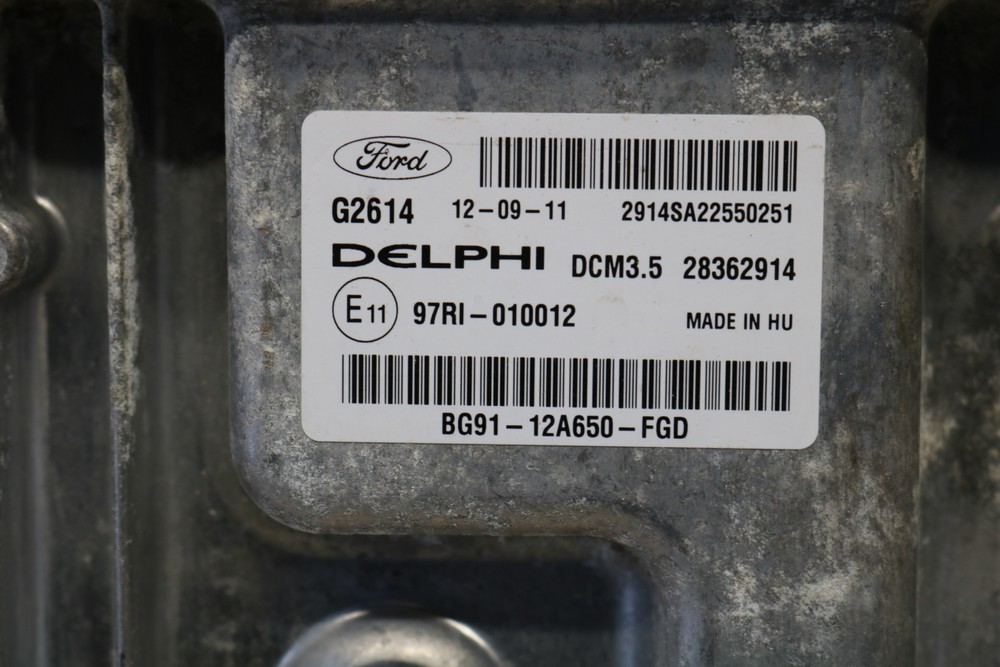 Ford
G2614 12-09-11 2914SA22550251
DELPHI DCM3.5 28362914
E11 97RI-010012 MADE IN HU
BG91-12A650-FGD